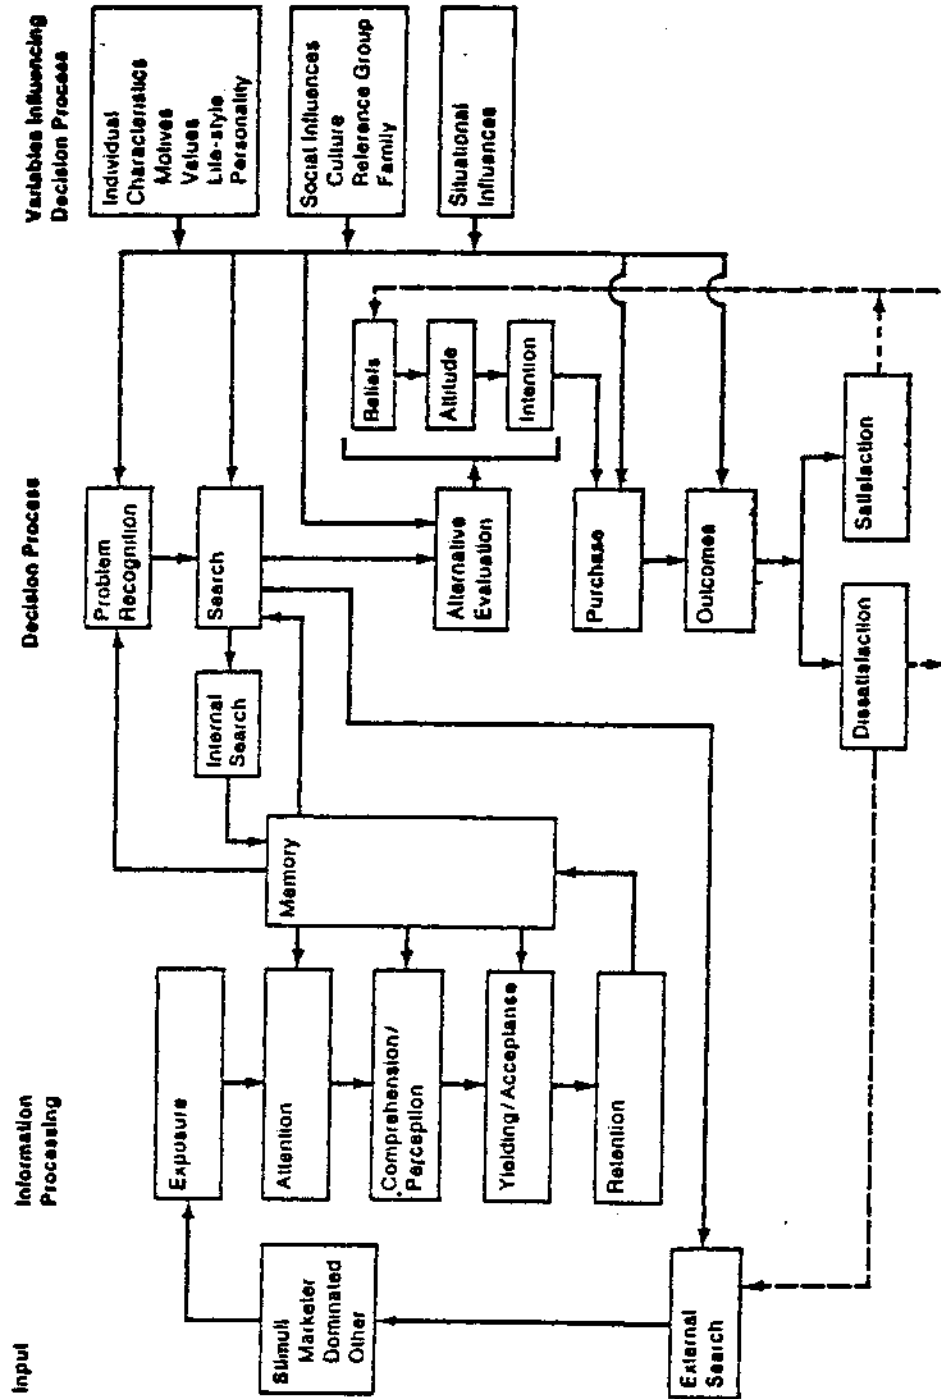 Input
Information
Processing
Decision Process
Variables Influencing
Decision Process
Stimuli
Marketer
Dominated
Other
External
Search
Exposure
Attention
Comprehension/
Perception
Yielding/Acceptance
Retention
Memory
Internal
Search
Problem
Recognition
Search
Alternative
Evaluation
Beliefs
Attitude
Intention
Purchase
Outcomes
Dissatisfaction
Satisfaction
Individual
Characteristics
Motives
Values
Life-style
Personality
Social Influences
Culture
Reference Group
Family
Situational
Influences